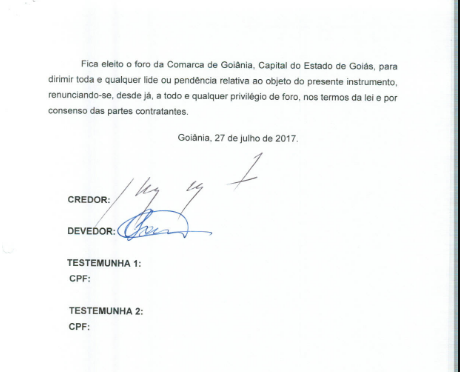 Fica eleito o foro da Comarca de Goiânia, Capital do Estado de Goiás, para
dirimir toda e qualquer lide ou pendência relativa ao objeto do presente instrumento,
renunciando-se, desde já, a todo e qualquer privilégio de foro, nos termos da lei e por
consenso das partes contratantes.
Goiânia, 27 de julho de 2017.
CREDOR:
DEVEDOR:
TESTEMUNHA 1:
CPF:
TESTEMUNHA 2:
CPF: